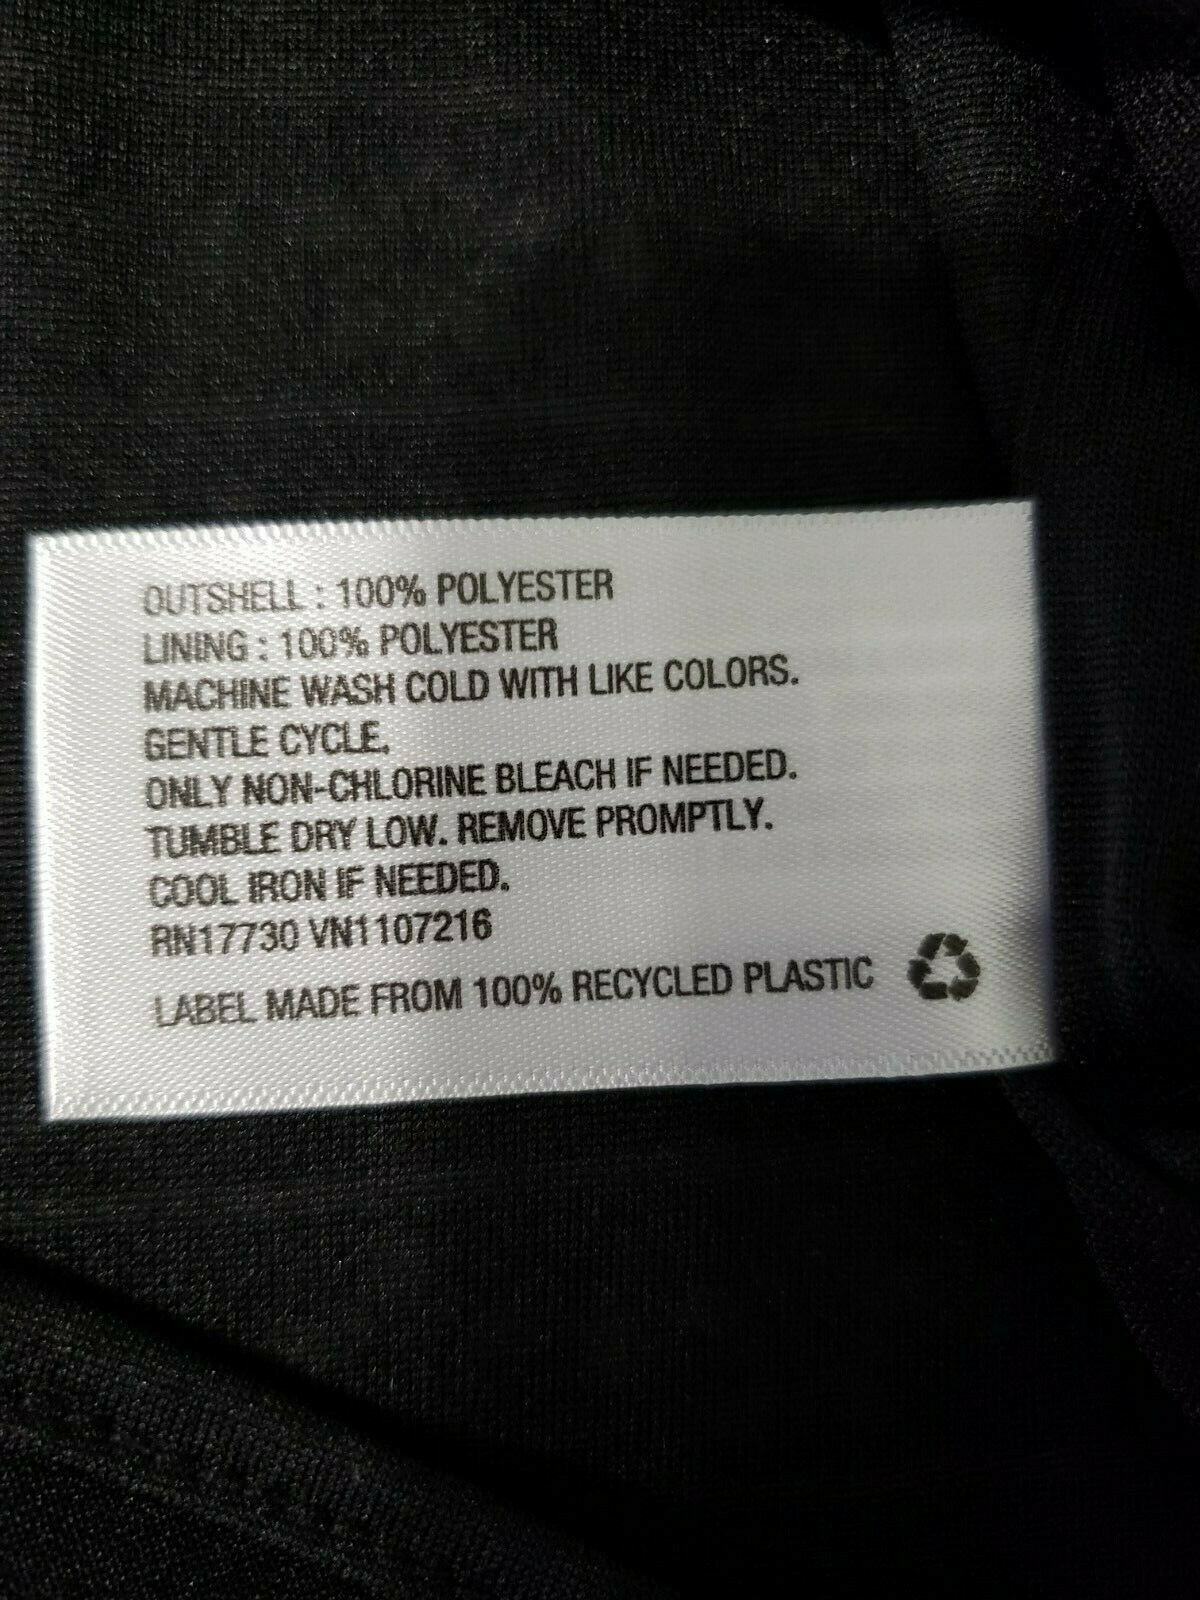 OUTSHELL : 100% POLYESTER
LINING : 100% POLYESTER
MACHINE WASH COLD WITH LIKE COLORS.
GENTLE CYCLE.
ONLY NON-CHLORINE BLEACH IF NEEDED.
TUMBLE DRY LOW. REMOVE PROMPTLY.
COOL IRON IF NEEDED.
RN17730 VN1107216
LABEL MADE FROM 100% RECYCLED PLASTIC